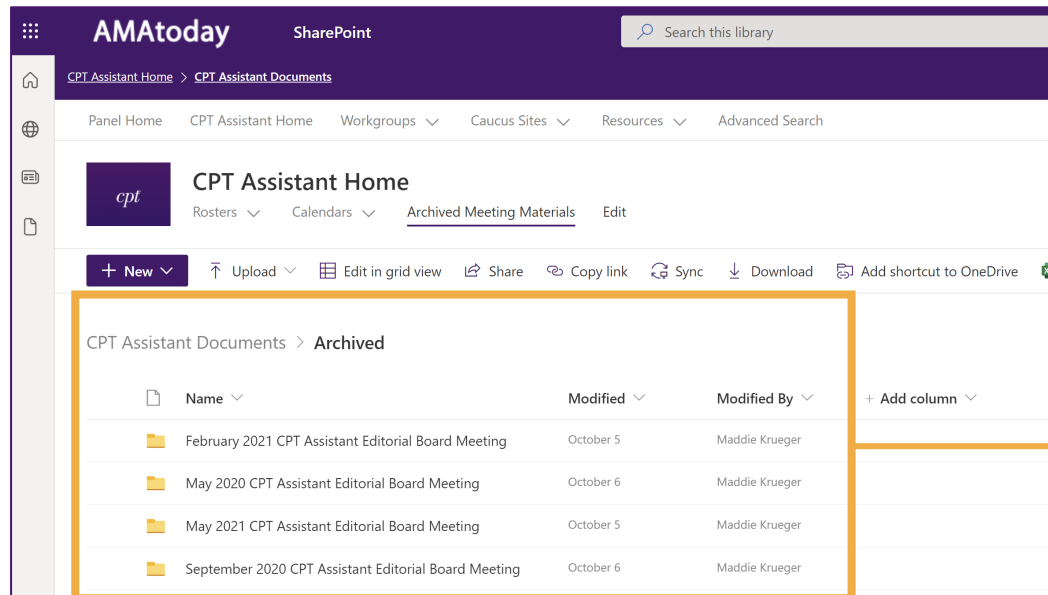 AMAtoday SharePoint Search this library
CPT Assistant Home > CPT Assistant Documents
Panel Home CPT Assistant Home Workgroups Caucus Sites Resources Advanced Search
cpt
CPT Assistant Home
Rosters Calendars Archived Meeting Materials Edit
+ New Upload Edit in grid view Share Copy link Sync Download Add shortcut to OneDrive
CPT Assistant Documents > Archived
Name Modified Modified By + Add column
February 2021 CPT Assistant Editorial Board Meeting October 5 Maddie Krueger
May 2020 CPT Assistant Editorial Board Meeting October 6 Maddie Krueger
May 2021 CPT Assistant Editorial Board Meeting October 5 Maddie Krueger
September 2020 CPT Assistant Editorial Board Meeting October 6 Maddie Krueger